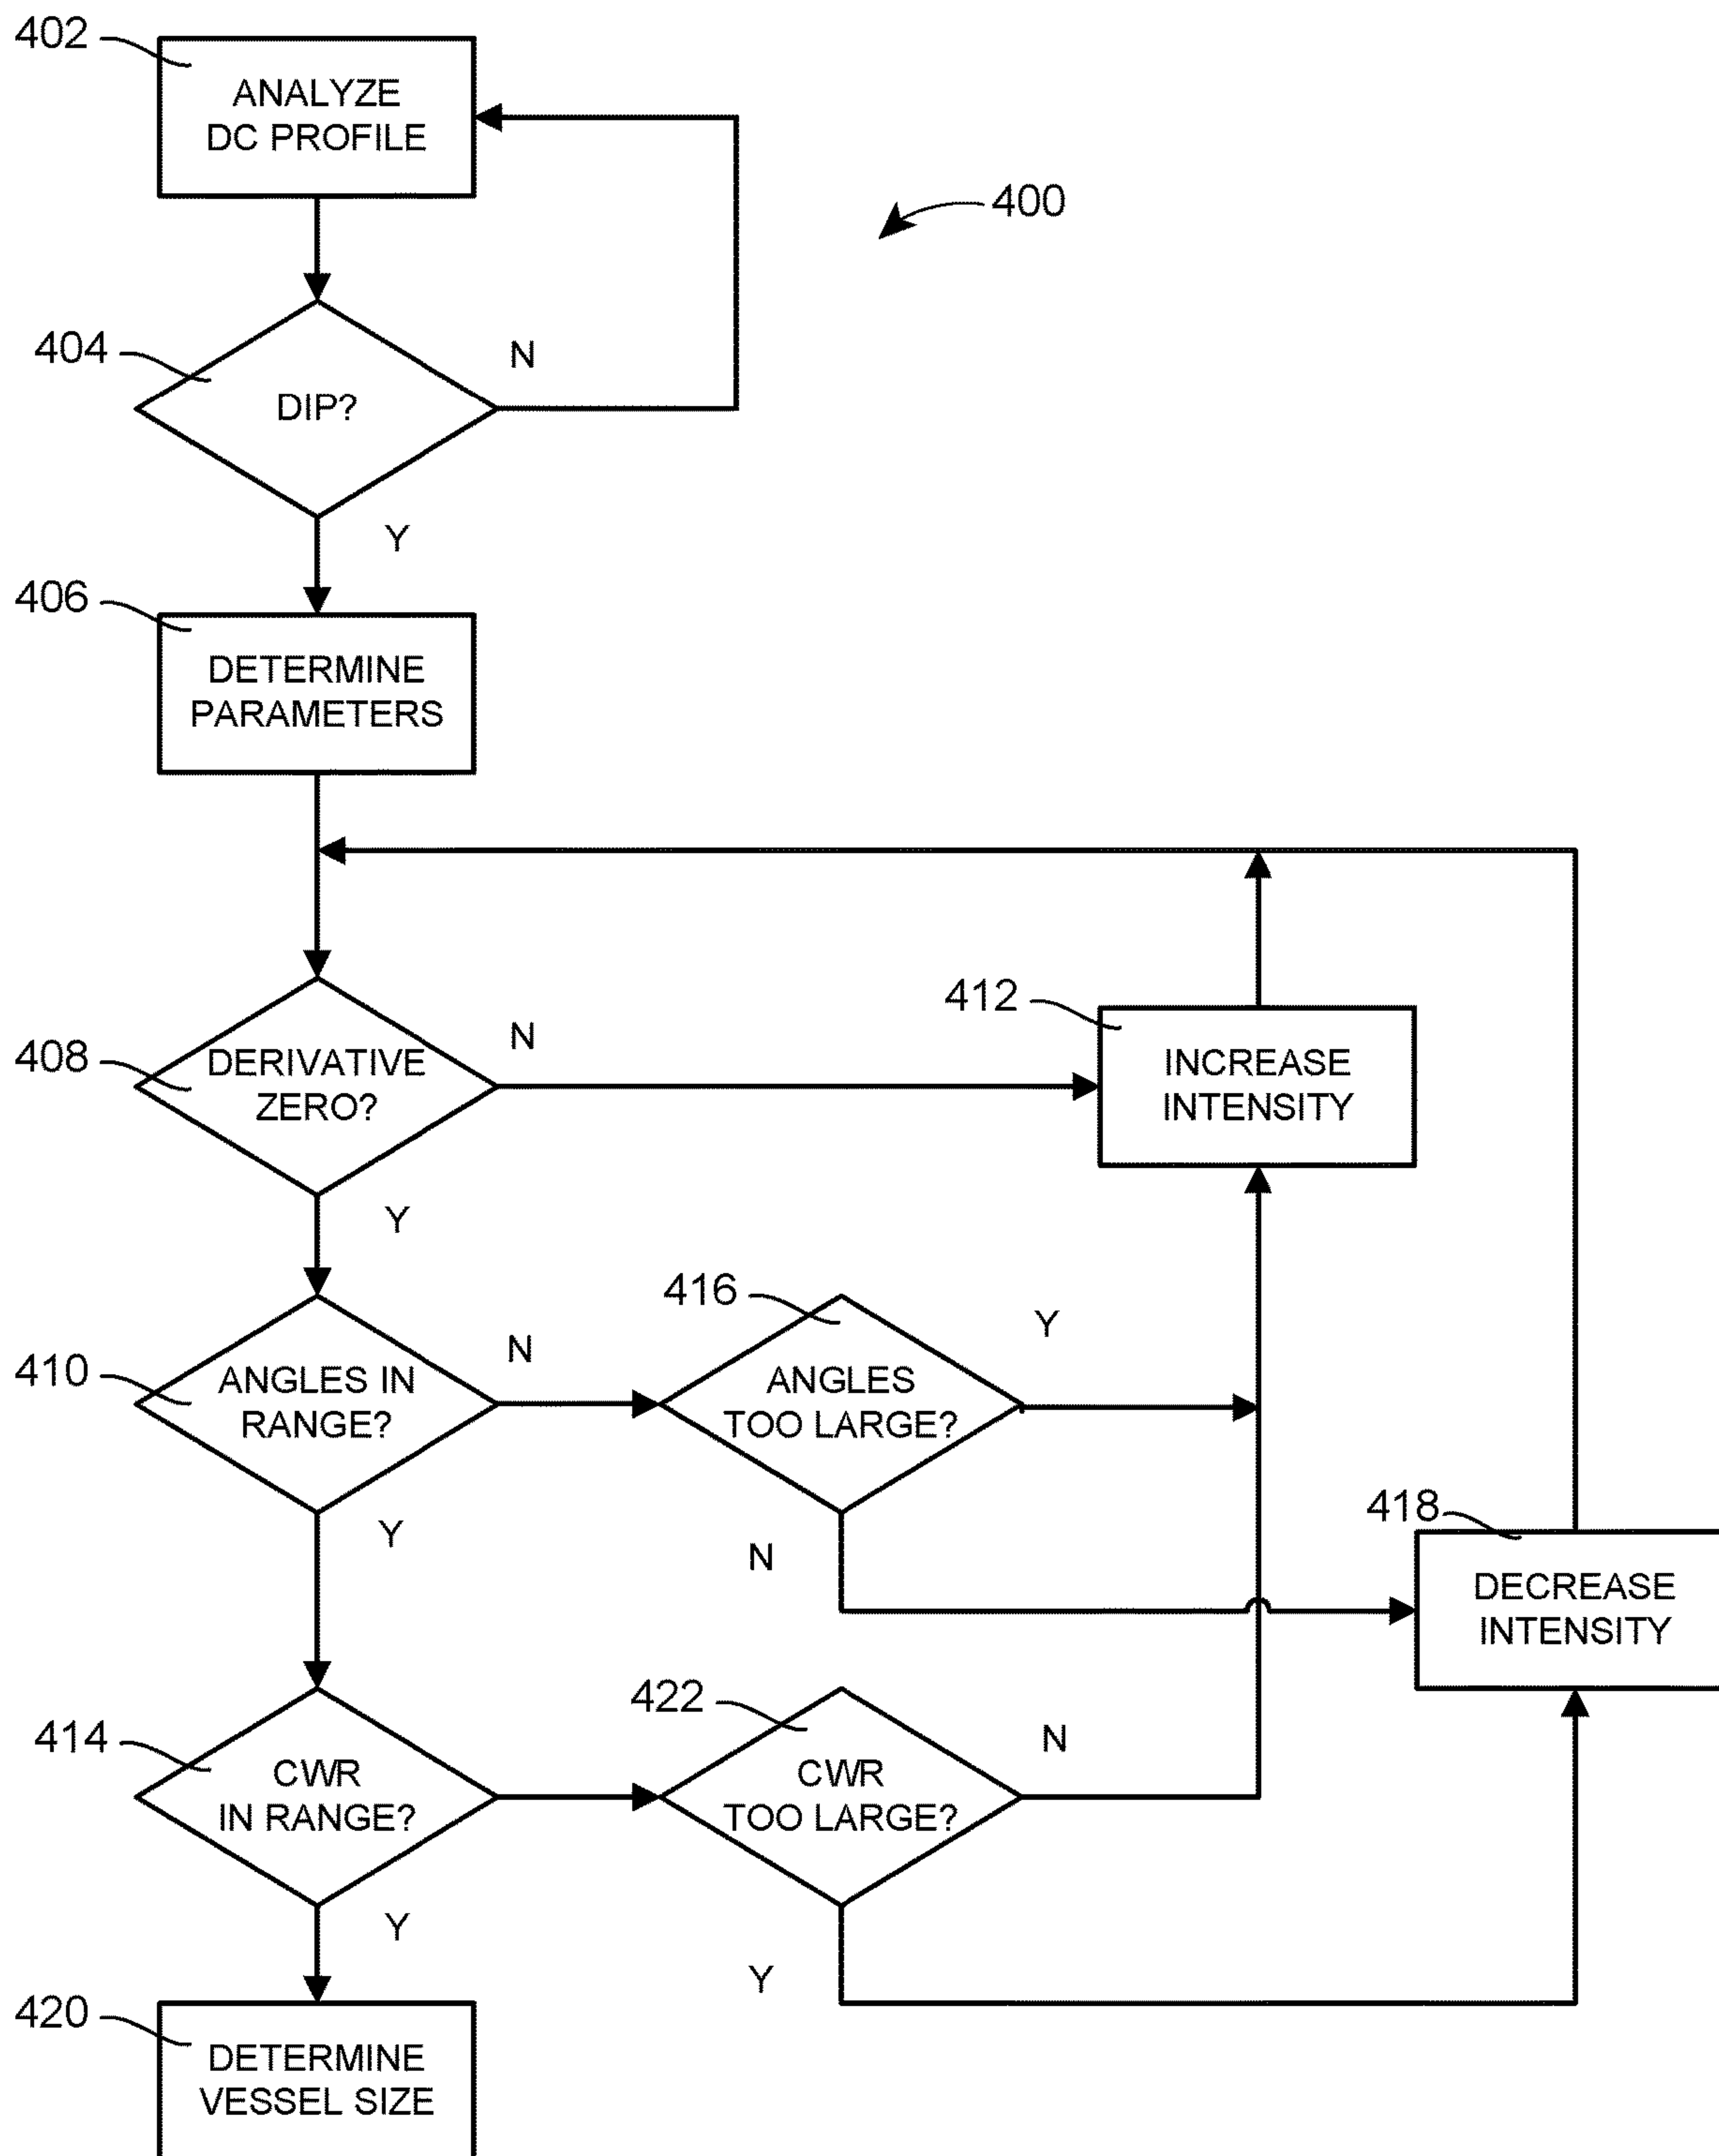 402
ANALYZE
DC PROFILE
400
404
DIP?
N
Y
406
DETERMINE
PARAMETERS
408
DERIVATIVE
ZERO?
N
Y
412
INCREASE
INTENSITY
410
ANGLES IN
RANGE?
N
Y
416
ANGLES
TOO LARGE?
Y
N
418
DECREASE
INTENSITY
414
CWR
IN RANGE?
Y
422
CWR
TOO LARGE?
N
Y
420
DETERMINE
VESSEL SIZE